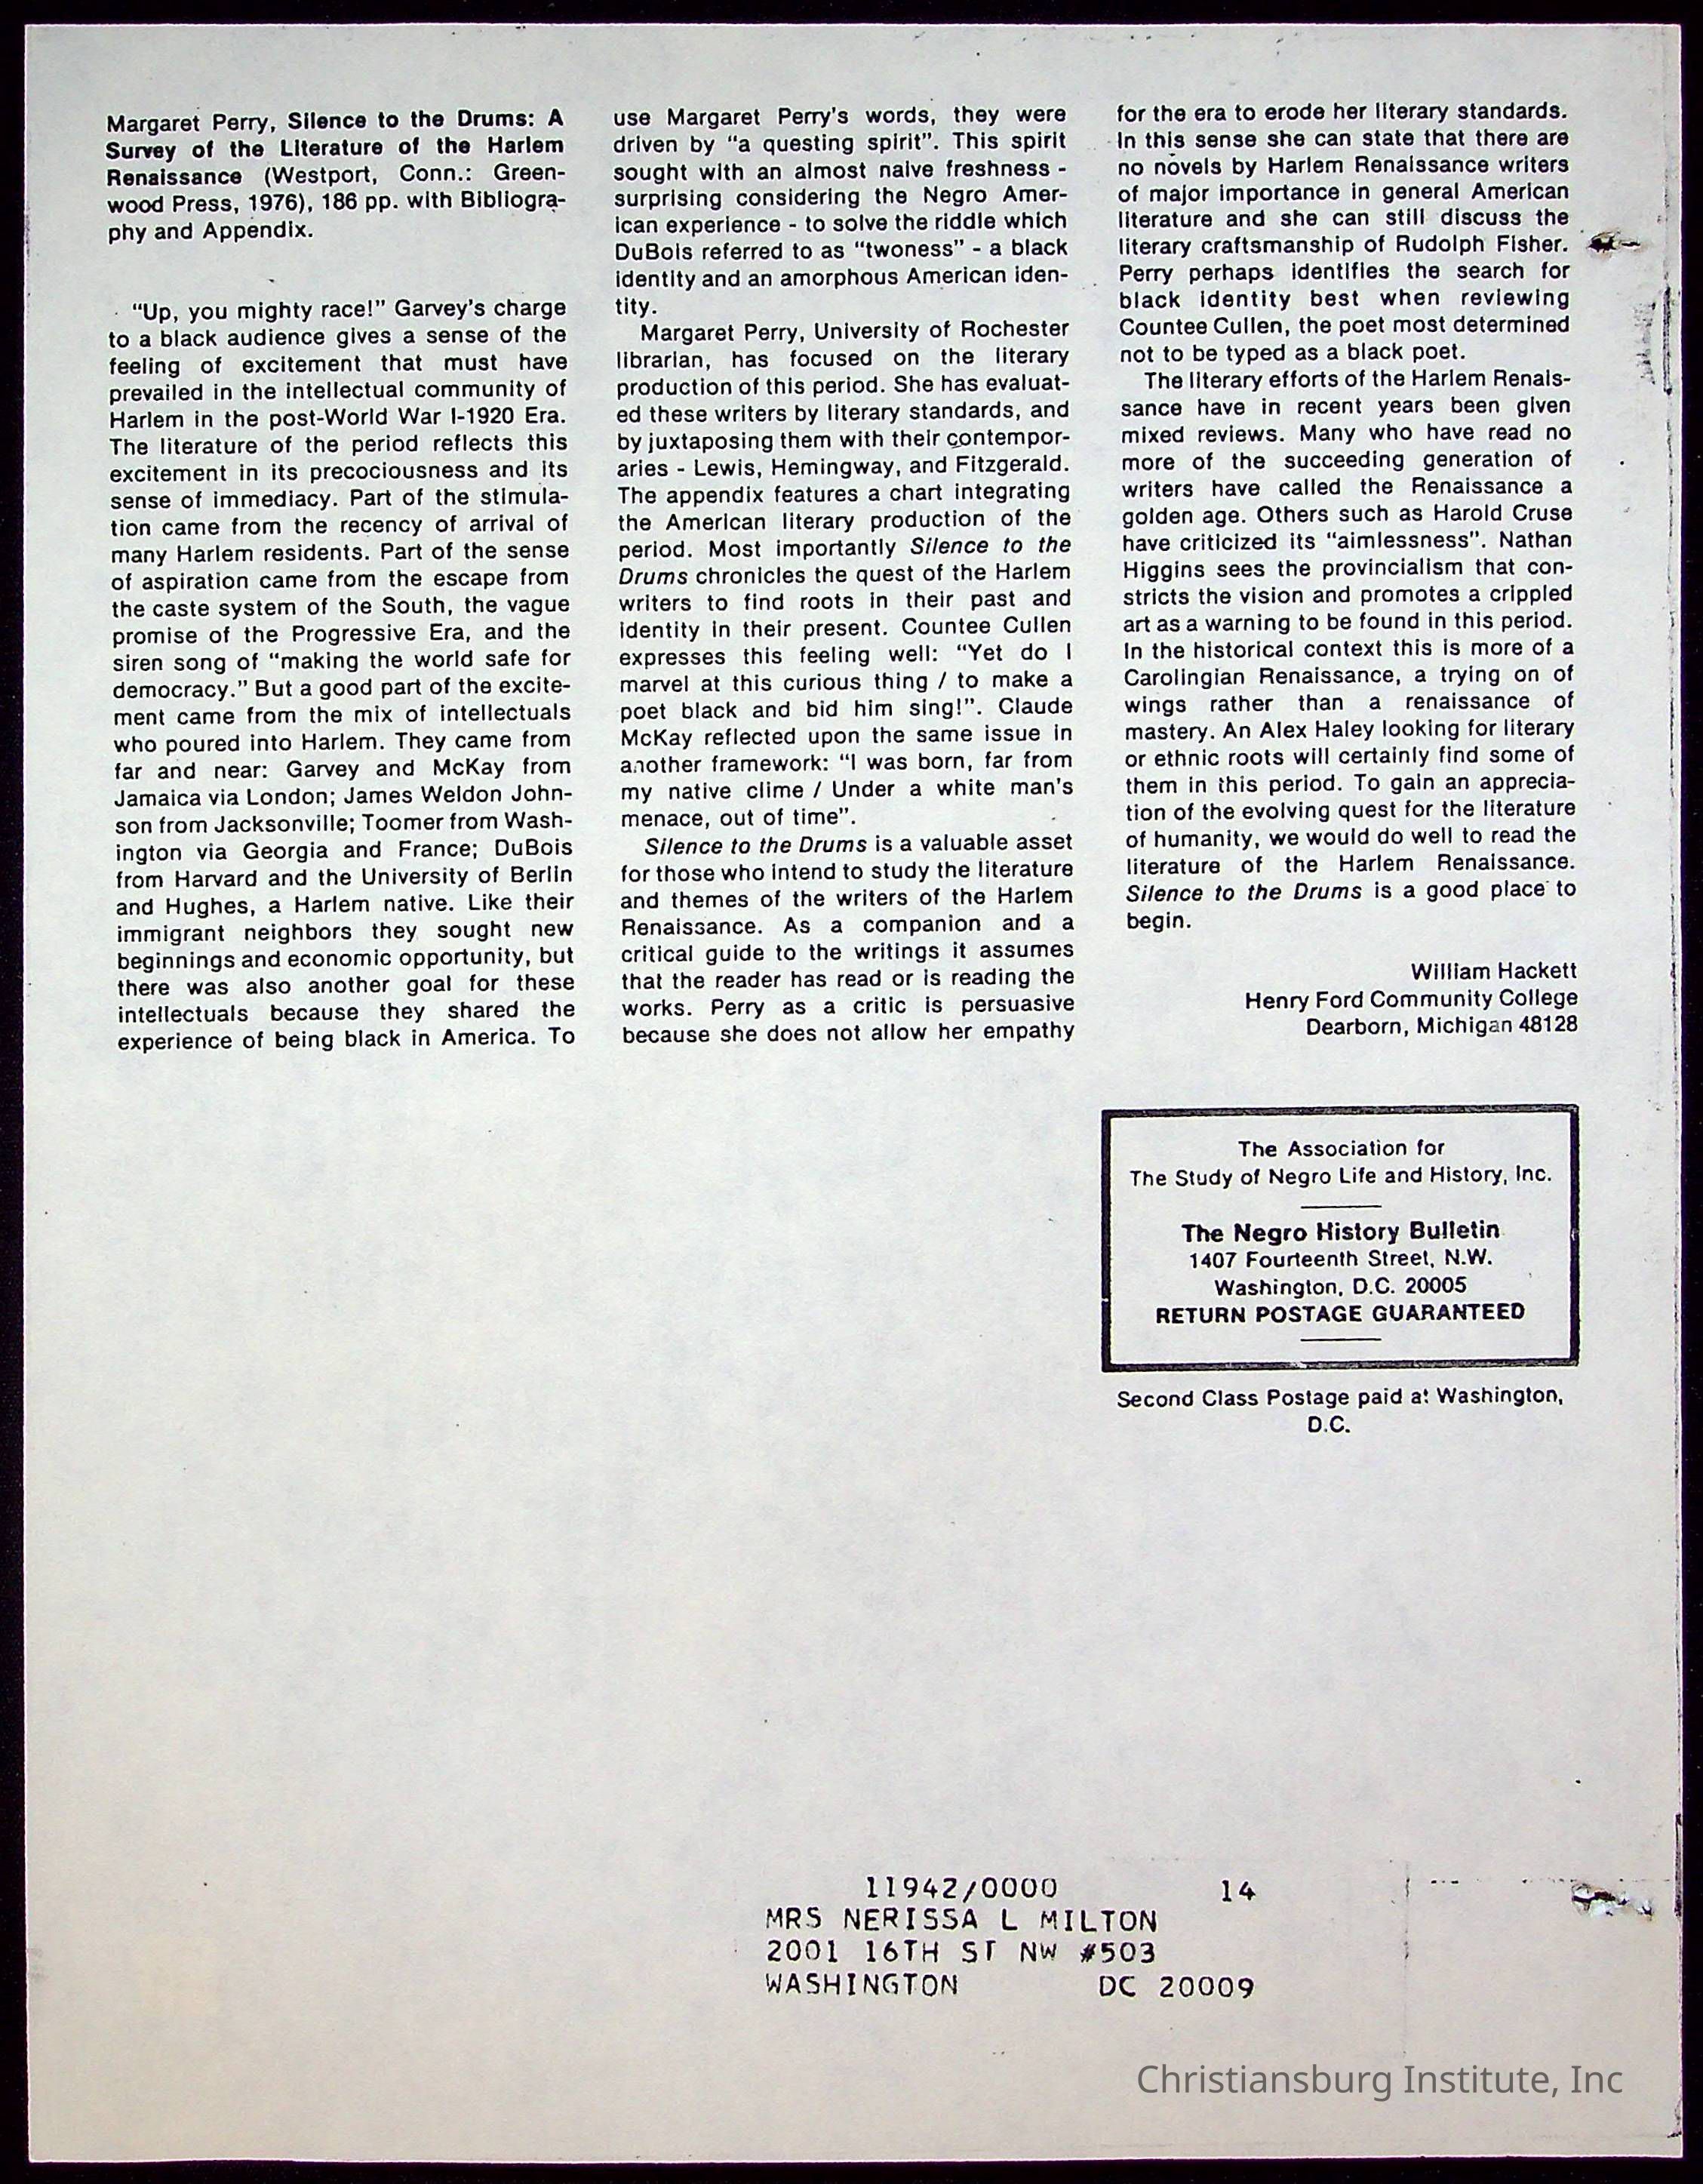 Margaret Perry, Silence to the Drums: A
Survey of the Literature of the Harlem
Renaissance (Westport, Conn.: Green-
wood Press, 1976), 186 pp. with Bibliogra-
phy and Appendix.
"Up, you mighty race!" Garvey's charge
to a black audience gives a sense of the
feeling of excitement that must have
prevailed in the intellectual community of
Harlem in the post-World War I-1920 Era.
The literature of the period reflects this
excitement in its precociousness and its
sense of immediacy. Part of the stimula-
tion came from the recency of arrival of
many Harlem residents. Part of the sense
of aspiration came from the escape from
the caste system of the South, the vague
promise of the Progressive Era, and the
siren song of "making the world safe for
democracy." But a good part of the excite-
ment came from the mix of intellectuals
who poured into Harlem. They came from
far and near: Garvey and McKay from
Jamaica via London; James Weldon John-
son from Jacksonville; Toomer from Wash-
ington via Georgia and France; DuBois
from Harvard and the University of Berlin
and Hughes, a Harlem native. Like their
immigrant neighbors they sought new
beginnings and economic opportunity, but
there was also another goal for these
intellectuals because they shared the
experience of being black in America. To
use Margaret Perry's words, they were
driven by "a questing spirit". This spirit
sought with an almost naive freshness -
surprising considering the Negro Amer-
ican experience - to solve the riddle which
DuBois referred to as "twoness" - a black
identity and an amorphous American iden-
tity.
Margaret Perry, University of Rochester
librarian, has focused on the literary
production of this period. She has evaluat-
ed these writers by literary standards, and
by juxtaposing them with their contempor-
aries - Lewis, Hemingway, and Fitzgerald.
The appendix features a chart integrating
the American literary production of the
period. Most importantly Silence to the
Drums chronicles the quest of the Harlem
writers to find roots in their past and
identity in their present. Countee Cullen
expresses this feeling well: "Yet do I
marvel at this curious thing / to make a
poet black and bid him sing!". Claude
McKay reflected upon the same issue in
another framework: "I was born, far from
my native clime / Under a white man's
menace, out of time".
Silence to the Drums is a valuable asset
for those who intend to study the literature
and themes of the writers of the Harlem
Renaissance. As a companion and a
critical guide to the writings it assumes
that the reader has read or is reading the
works. Perry as a critic is persuasive
because she does not allow her empathy
for the era to erode her literary standards.
In this sense she can state that there are
no novels by Harlem Renaissance writers
of major importance in general American
literature and she can still discuss the
literary craftsmanship of Rudolph Fisher.
Perry perhaps identifies the search for
black identity best when reviewing
Countee Cullen, the poet most determined
not to be typed as a black poet.
The literary efforts of the Harlem Renais-
sance have in recent years been given
mixed reviews. Many who have read no
more of the succeeding generation of
writers have called the Renaissance a
golden age. Others such as Harold Cruse
have criticized its "aimlessness". Nathan
Higgins sees the provincialism that con-
stricts the vision and promotes a crippled
art as a warning to be found in this period.
In the historical context this is more of a
Carolingian Renaissance, a trying on of
wings rather than a renaissance of
mastery. An Alex Haley looking for literary
or ethnic roots will certainly find some of
them in this period. To gain an apprecia-
tion of the evolving quest for the literature
of humanity, we would do well to read the
literature of the Harlem Renaissance.
Silence to the Drums is a good place to
begin.
William Hackett
Henry Ford Community College
Dearborn, Michigan 48128
The Association for
The Study of Negro Life and History, Inc.
The Negro History Bulletin
1407 Fourteenth Street, N.W.
Washington, D.C. 20005
RETURN POSTAGE GUARANTEED
Second Class Postage paid at Washington,
D.C.
11942/0000 14
MRS NERISSA L MILTON
2001 16TH ST NW #503
WASHINGTON DC 20009
Christiansburg Institute, Inc